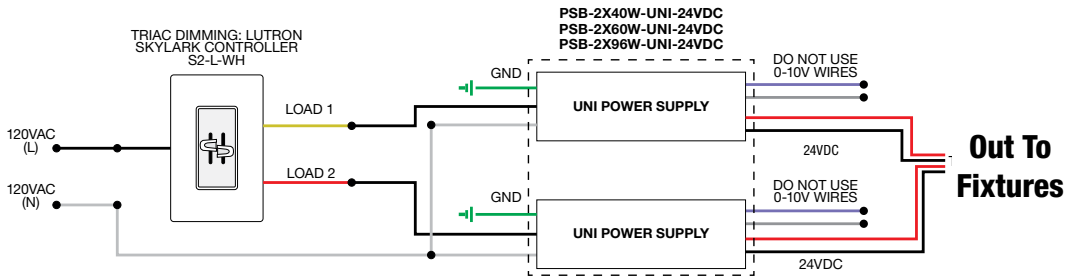 PSB-2X40W-UNI-24VDC
PSB-2X60W-UNI-24VDC
PSB-2X96W-UNI-24VDC
TRIAC DIMMING: LUTRON
SKYLARK CONTROLLER
S2-L-WH
GND
DO NOT USE
0-10V WIRES
LOAD 1
UNI POWER SUPPLY
120VAC
(L)
24VDC
Out To
Fixtures
LOAD 2
120VAC
(N)
GND
DO NOT USE
0-10V WIRES
UNI POWER SUPPLY
24VDC